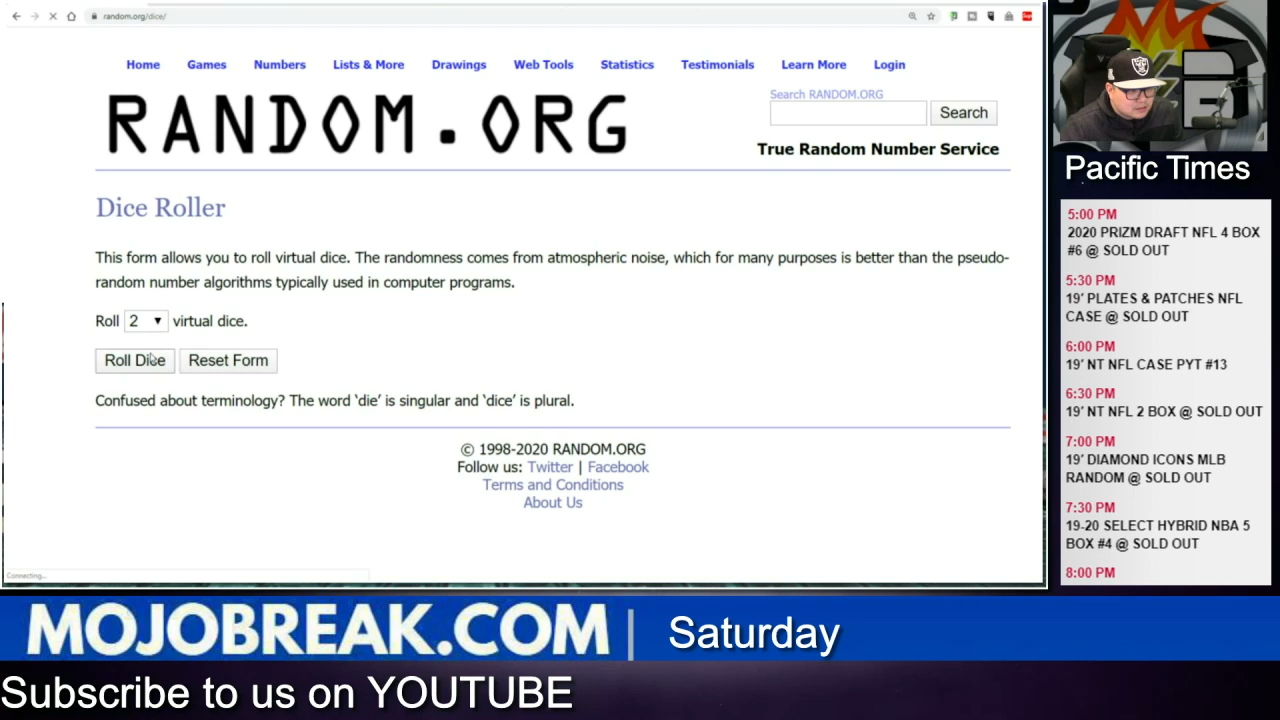 random.org/dice/
Home Games Numbers Lists & More Drawings Web Tools Statistics Testimonials Learn More Login
RANDOM.ORG
Search RANDOM.ORG
Search
True Random Number Service
Dice Roller
This form allows you to roll virtual dice. The randomness comes from atmospheric noise, which for many purposes is better than the pseudo-
random number algorithms typically used in computer programs.
Roll 2 virtual dice.
Roll Dice Reset Form
Confused about terminology? The word ‘die’ is singular and ‘dice’ is plural.
© 1998-2020 RANDOM.ORG
Follow us: Twitter | Facebook
Terms and Conditions
About Us
Connecting...
Pacific Times
5:00 PM
2020 PRIZM DRAFT NFL 4 BOX
#6 @ SOLD OUT
5:30 PM
19' PLATES & PATCHES NFL
CASE @ SOLD OUT
6:00 PM
19' NT NFL CASE PYT #13
6:30 PM
19' NT NFL 2 BOX @ SOLD OUT
7:00 PM
19' DIAMOND ICONS MLB
RANDOM @ SOLD OUT
7:30 PM
19-20 SELECT HYBRID NBA 5
BOX #4 @ SOLD OUT
8:00 PM
MOJOBREAK.COM | Saturday
Subscribe to us on YOUTUBE